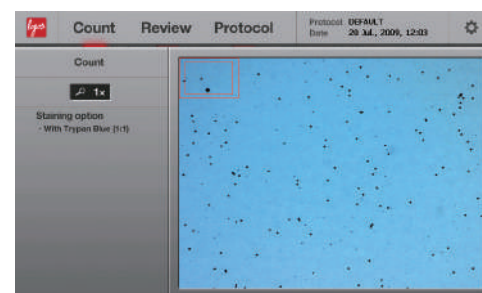 Count Review Protocol
Protocol DEFAULT
Date 20 Jul., 2009, 12:03
Count
1x
Staining option
- With Trypan Blue (1:1)